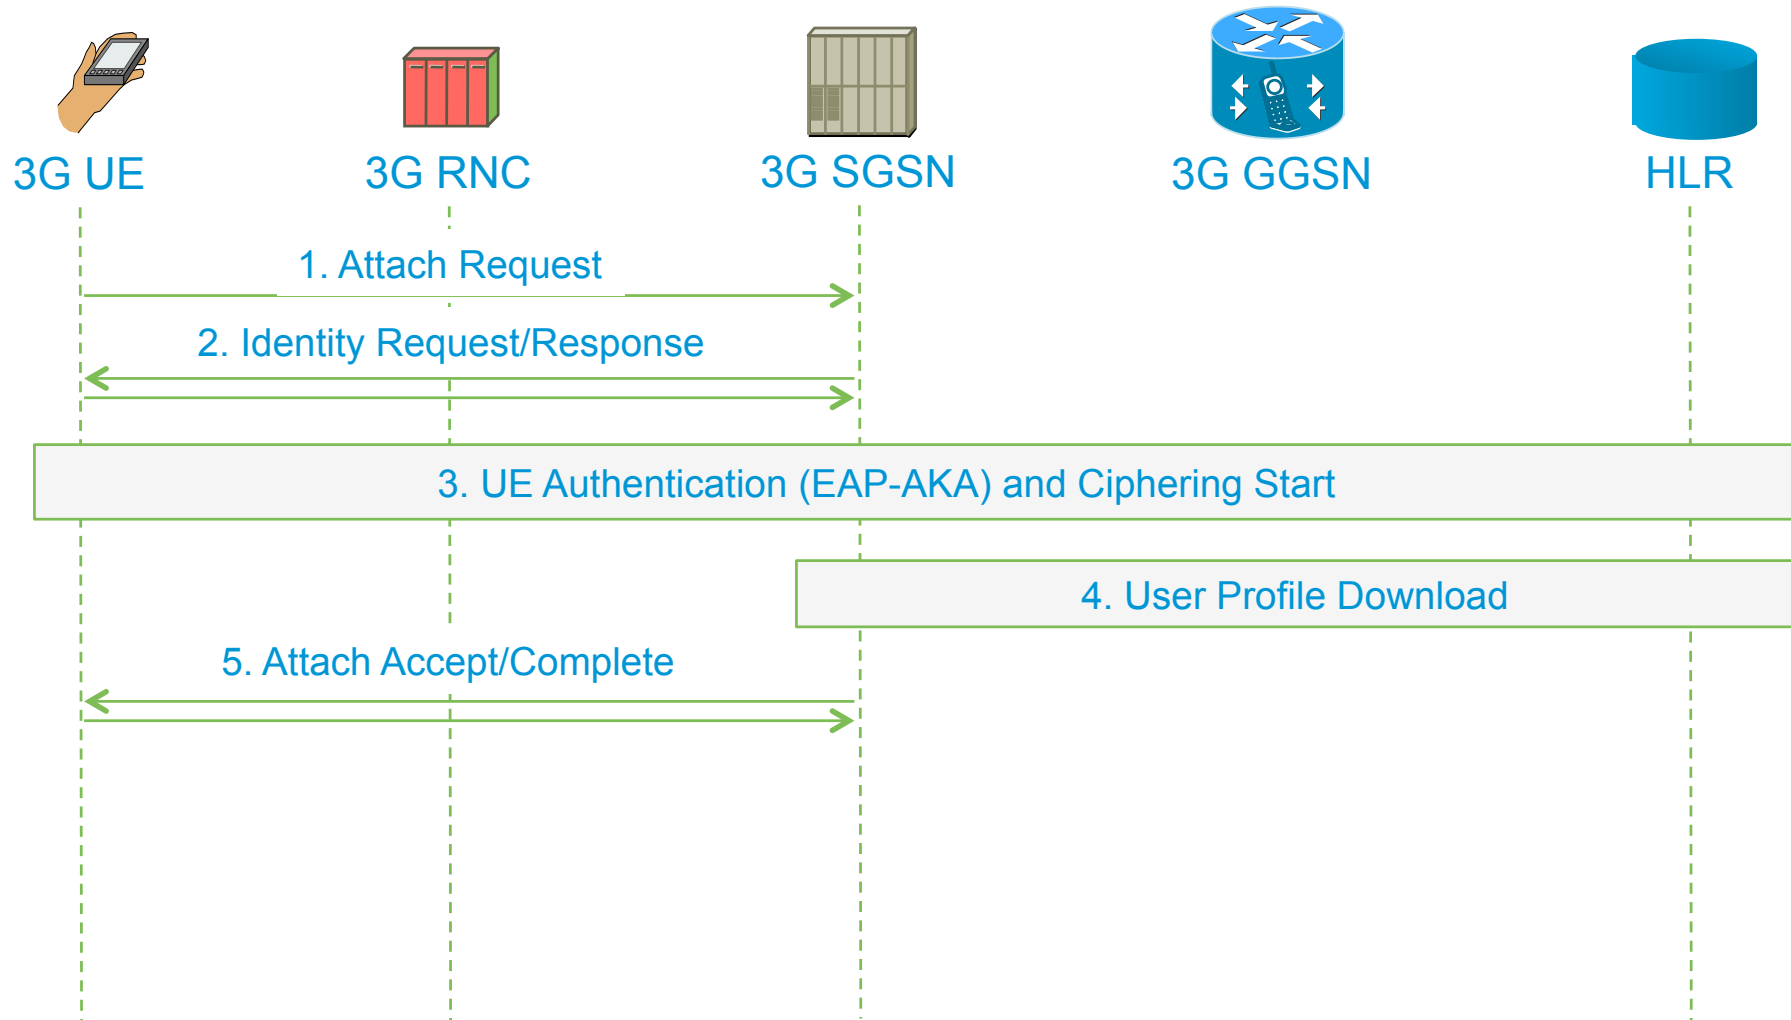 3G UE
3G RNC
3G SGSN
3G GGSN
HLR
1. Attach Request
2. Identity Request/Response
3. UE Authentication (EAP-AKA) and Ciphering Start
4. User Profile Download
5. Attach Accept/Complete